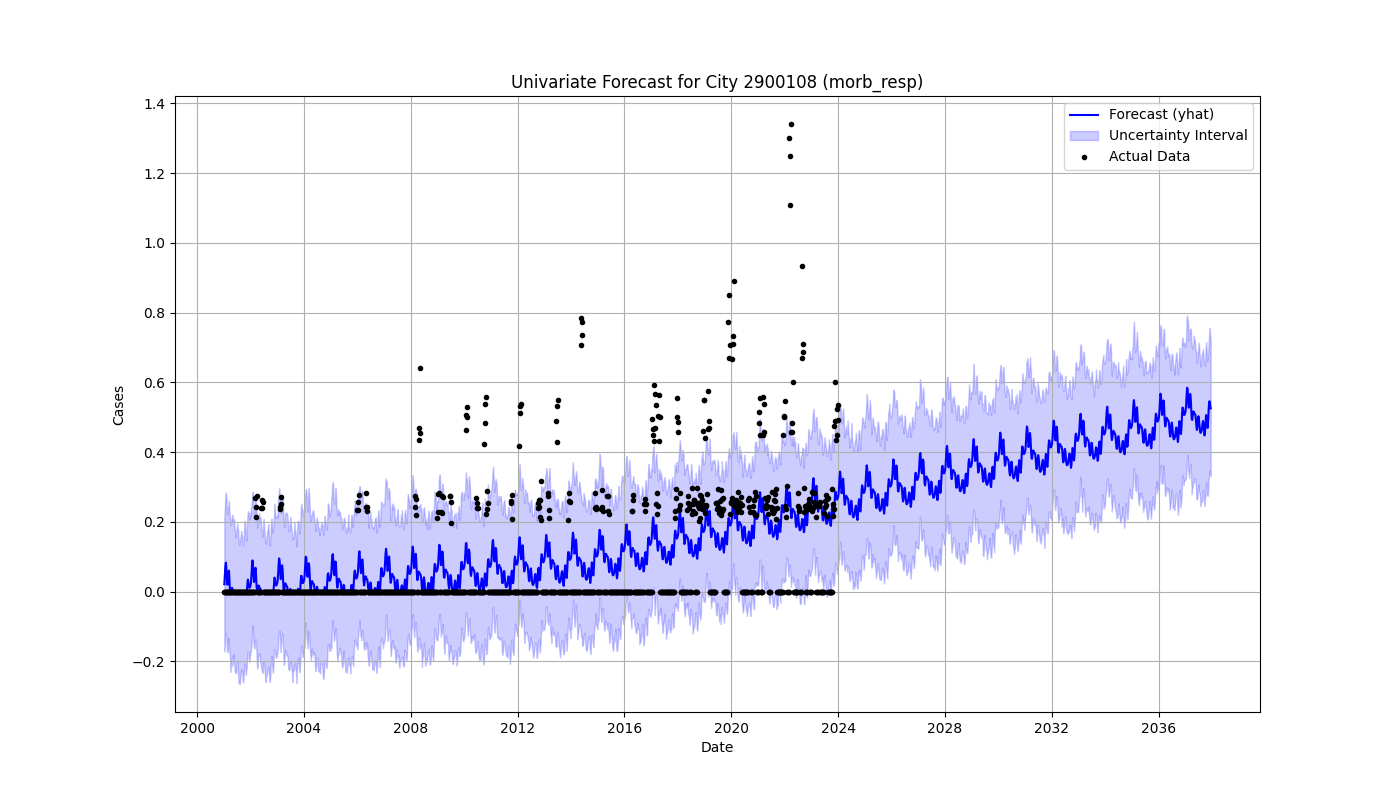 Univariate Forecast for City 2900108 (morb_resp)
Forecast (yhat)
Uncertainty Interval
Actual Data
Cases
1.4
1.2
1.0
0.8
0.6
0.4
0.2
0.0
−0.2
2000 2004 2008 2012 2016 2020 2024 2028 2032 2036
Date